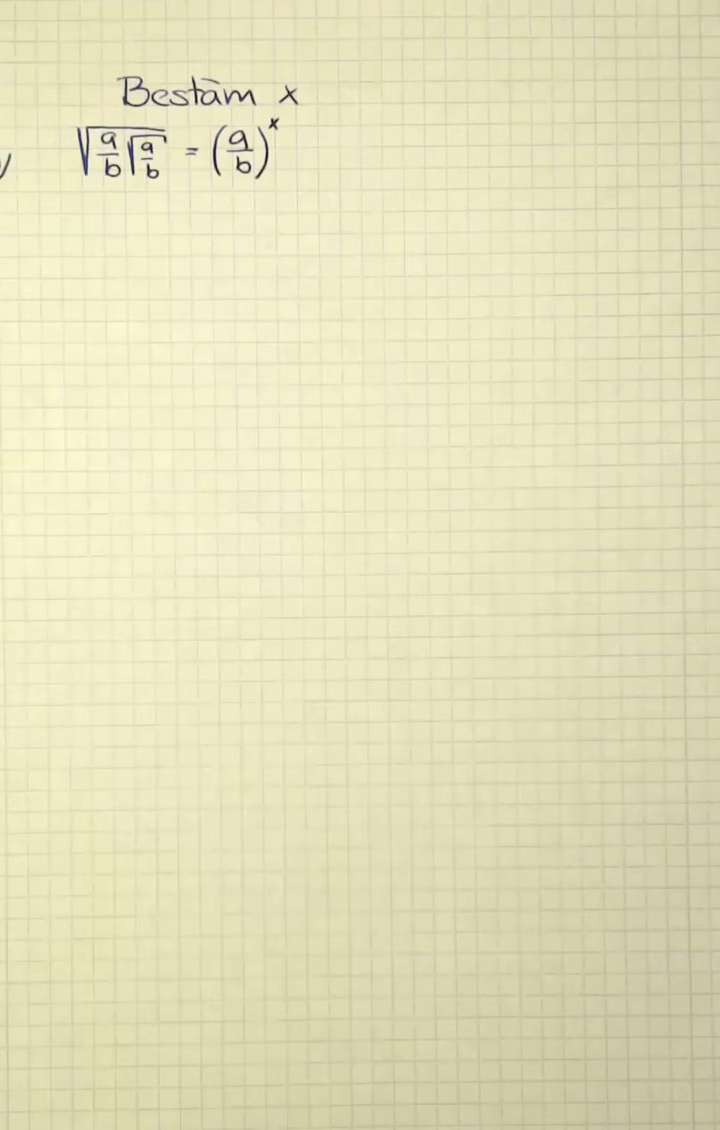 Bestäm x
√(a/b √(a/b)) = (a/b)^x